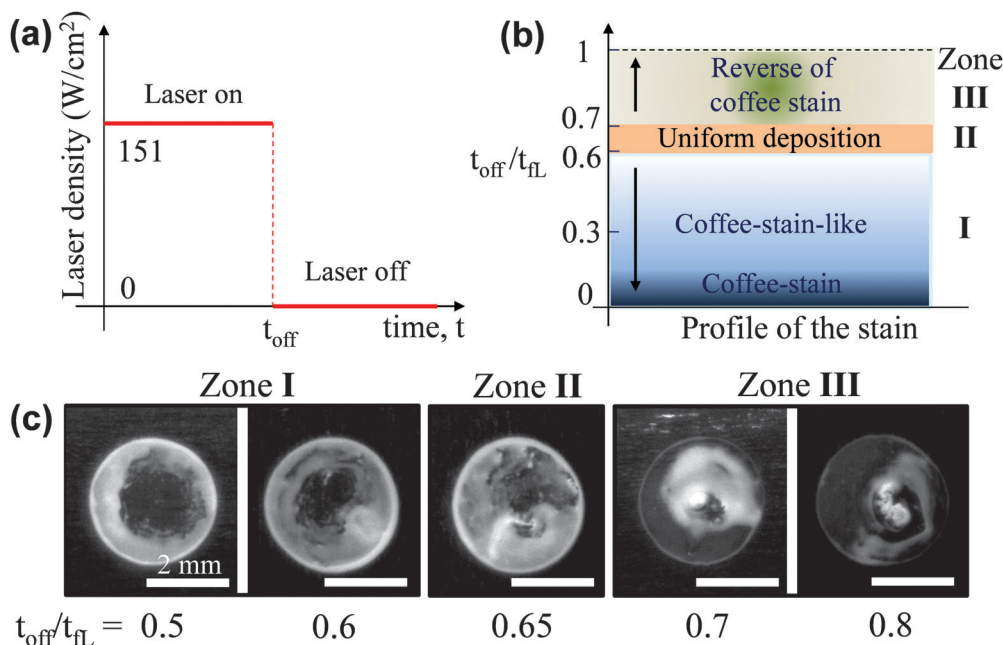 (a)
Laser density (W/cm²)
Laser on
151
Laser off
0
t_off
time, t
(b)
1
Zone
Reverse of
coffee stain
III
0.7
Uniform deposition
II
t_off/t_fL
0.6
0.3
Coffee-stain-like
I
Coffee-stain
0
Profile of the stain
(c)
Zone I
Zone II
Zone III
2 mm
t_off/t_fL = 0.5 0.6 0.65 0.7 0.8